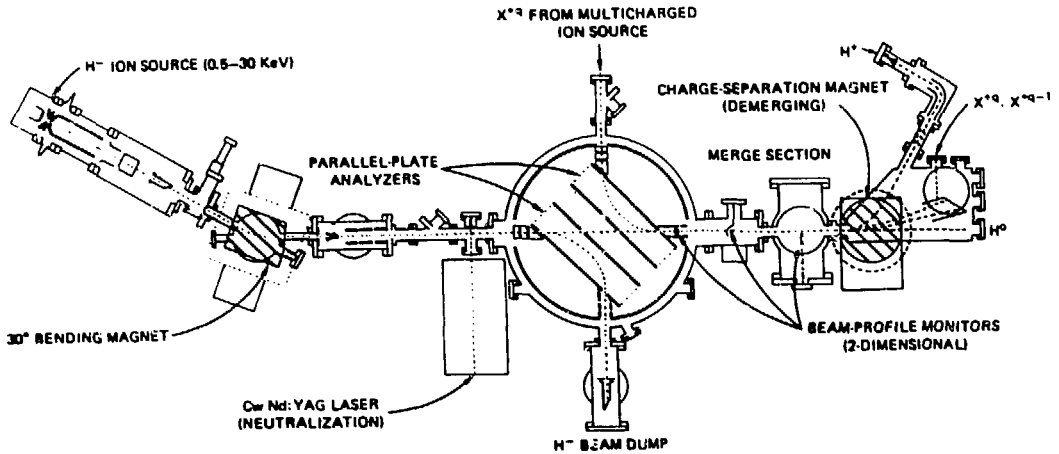 X⁺q FROM MULTICHARGED
ION SOURCE
H⁻ ION SOURCE (0.5–30 KeV)
H⁺
CHARGE-SEPARATION MAGNET
(DEMERGING)
X⁺q, X⁺q⁻¹
PARALLEL-PLATE
ANALYZERS
MERGE SECTION
H⁰
30° BENDING MAGNET
BEAM-PROFILE MONITORS
(2-DIMENSIONAL)
Cw Nd:YAG LASER
(NEUTRALIZATION)
H⁻ BEAM DUMP